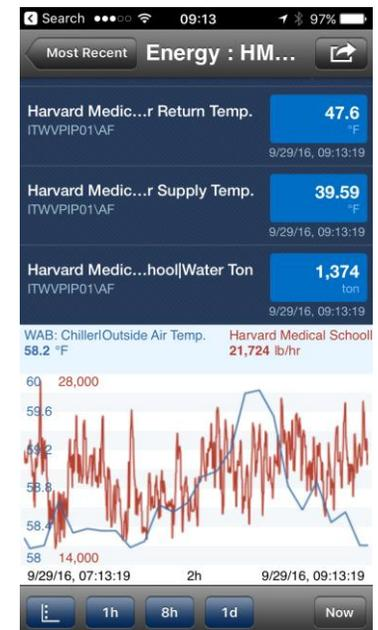 Search 09:13 97%
Most Recent Energy : HM...
Harvard Medic...r Return Temp. 47.6
ITWVPIP01\AF °F
9/29/16, 09:13:19
Harvard Medic...r Supply Temp. 39.59
ITWVPIP01\AF °F
9/29/16, 09:13:19
Harvard Medic...hool|Water Ton 1,374
ITWVPIP01\AF ton
9/29/16, 09:13:19
WAB: Chiller|Outside Air Temp. Harvard Medical Schooll
58.2 °F 21,724 lb/hr
60 28,000
59.6
59.2
58.8
58.4
58 14,000
9/29/16, 07:13:19 2h 9/29/16, 09:13:19
1h 8h 1d Now